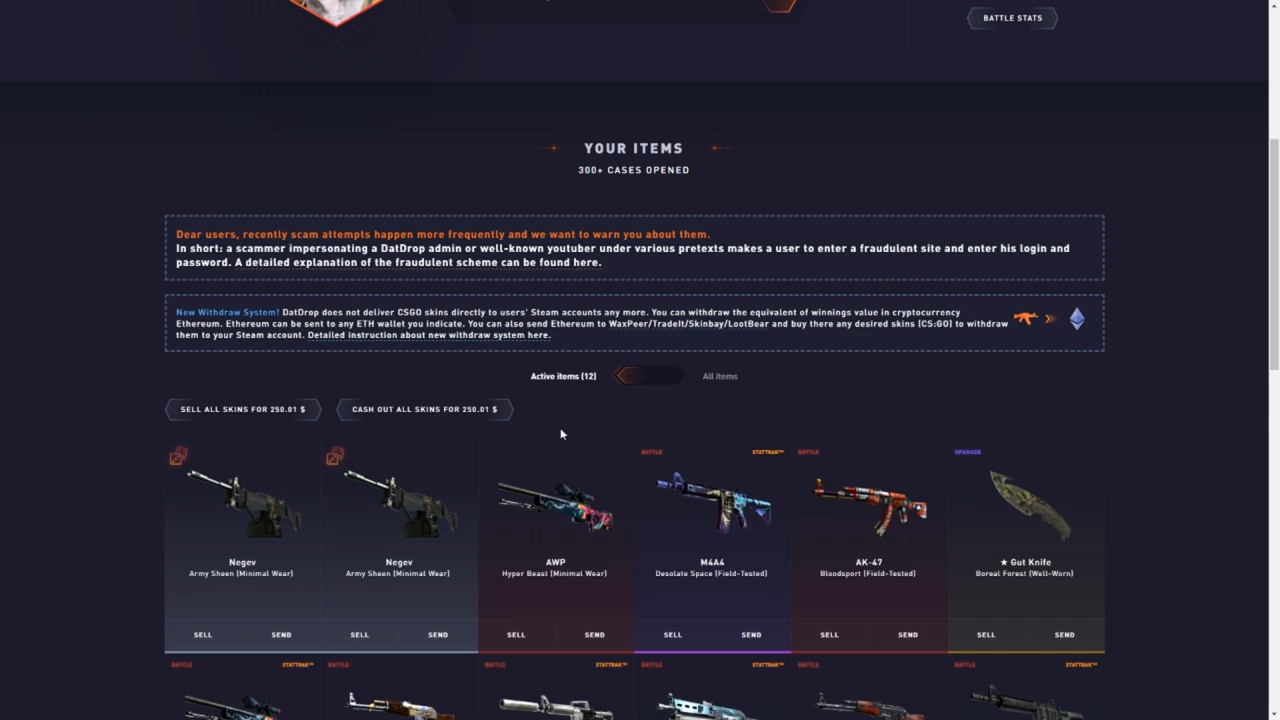 BATTLE STATS
YOUR ITEMS
300+ CASES OPENED
Dear users, recently scam attempts happen more frequently and we want to warn you about them.
In short: a scammer impersonating a DatDrop admin or well-known youtuber under various pretexts makes a user to enter a fraudulent site and enter his login and
password. A detailed explanation of the fraudulent scheme can be found here.
New Withdraw System! DatDrop does not deliver CSGO skins directly to users' Steam accounts any more. You can withdraw the equivalent of winnings value in cryptocurrency
Ethereum. Ethereum can be sent to any ETH wallet you indicate. You can also send Ethereum to WaxPeer/TradeIt/Skinbay/LootBear and buy there any desired skins (CS:GO) to withdraw
them to your Steam account. Detailed instruction about new withdraw system here.
Active items (12) All items
SELL ALL SKINS FOR 250.01 $ CASH OUT ALL SKINS FOR 250.01 $
BATTLE STATTRAK™ BATTLE UPGRADE
Negev Negev AWP M4A4 AK-47 ★ Gut Knife
Army Sheen (Minimal Wear) Army Sheen (Minimal Wear) Hyper Beast (Minimal Wear) Desolate Space (Field-Tested) Bloodsport (Field-Tested) Boreal Forest (Well-Worn)
SELL SEND SELL SEND SELL SEND SELL SEND SELL SEND SELL SEND
BATTLE STATTRAK™ BATTLE BATTLE STATTRAK™ BATTLE STATTRAK™ BATTLE BATTLE STATTRAK™